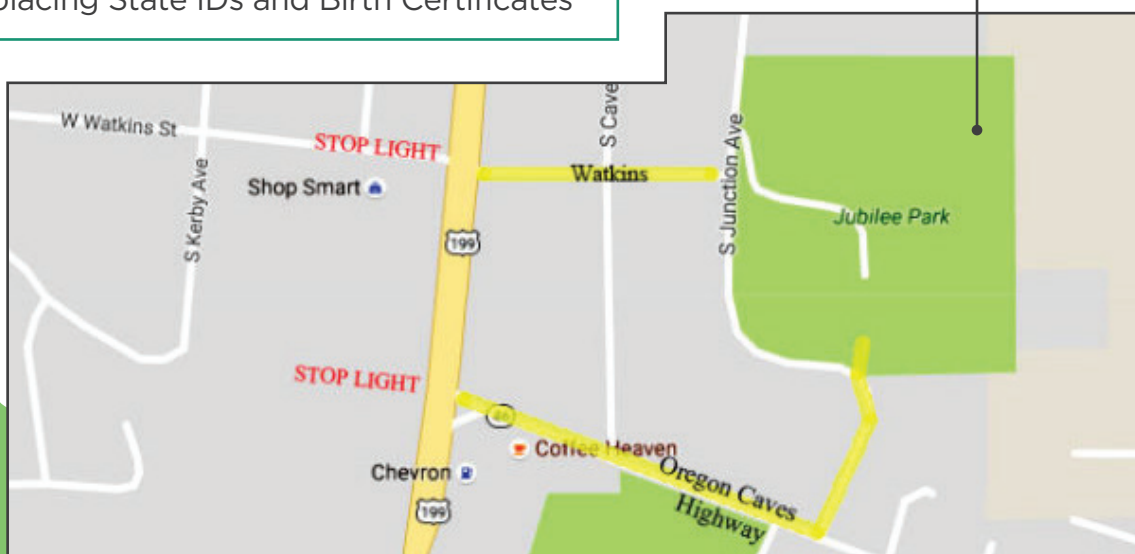 placing State IDs and Birth Certificates
W Watkins St
STOP LIGHT
S Cave
Shop Smart
Watkins
S Kerby Ave
S Junction Ave
Jubilee Park
199
STOP LIGHT
46
Coffee Heaven
Chevron
Oregon Caves
Highway
199